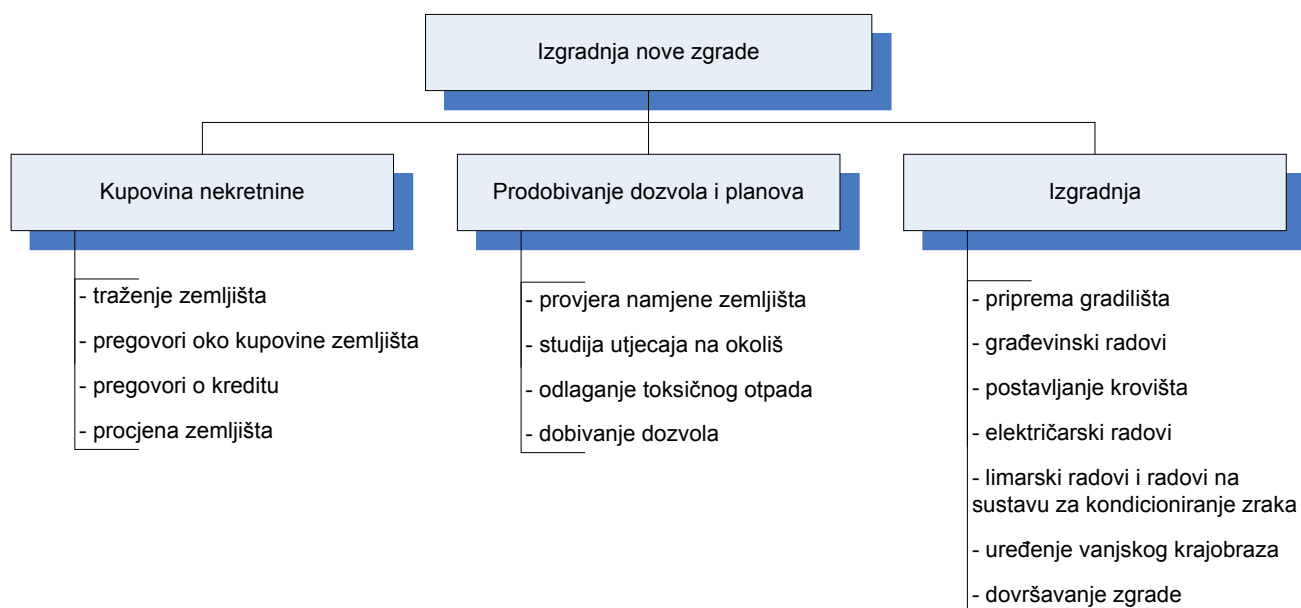 Izgradnja nove zgrade
Kupovina nekretnine
- traženje zemljišta
- pregovori oko kupovine zemljišta
- pregovori o kreditu
- procjena zemljišta
Prodobivanje dozvola i planova
- provjera namjene zemljišta
- studija utjecaja na okoliš
- odlaganje toksičnog otpada
- dobivanje dozvola
Izgradnja
- priprema gradilišta
- građevinski radovi
- postavljanje krovišta
- električarski radovi
- limarski radovi i radovi na
sustavu za kondicioniranje zraka
- uređenje vanjskog krajobraza
- dovršavanje zgrade